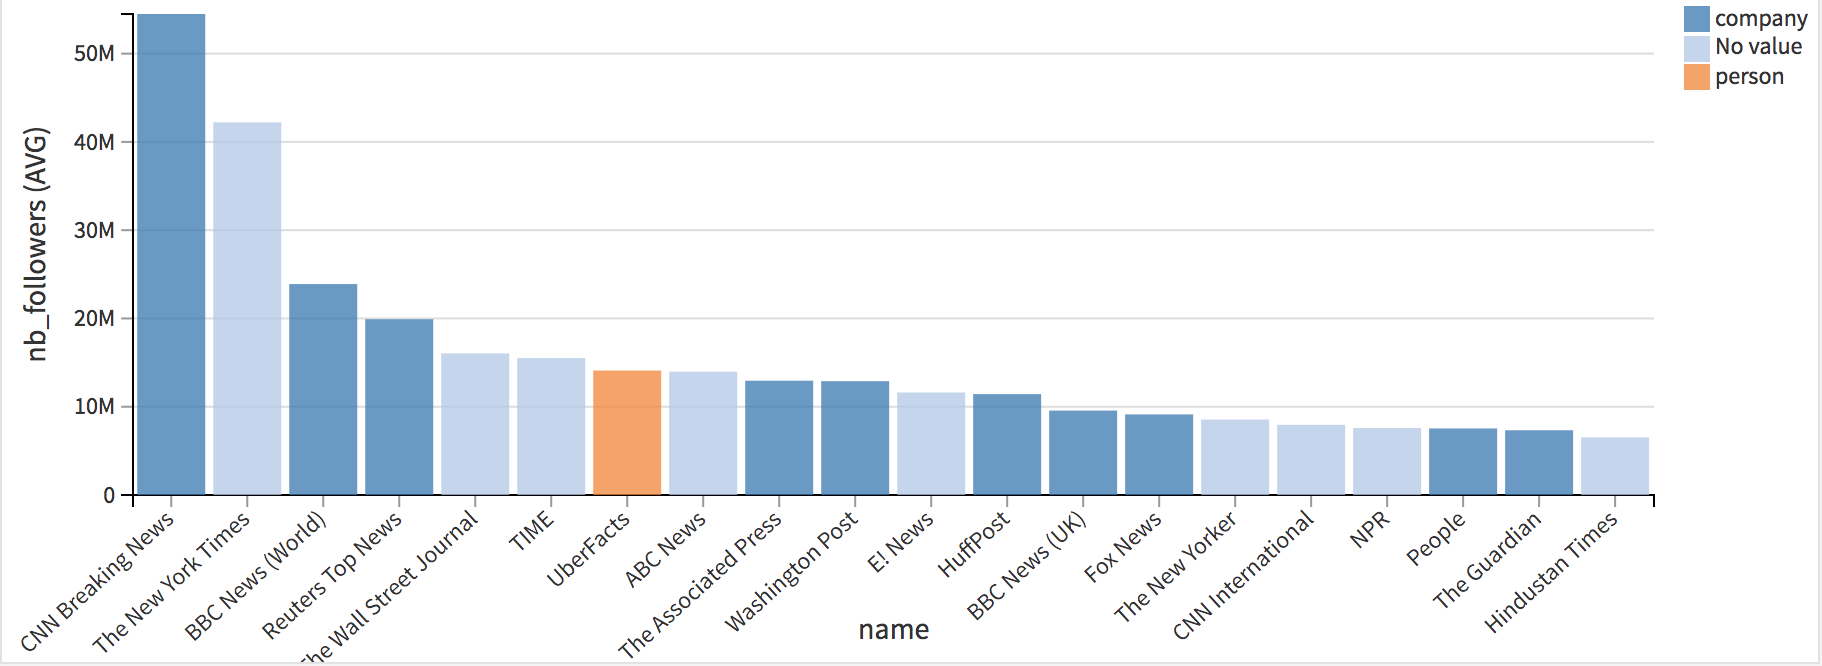 company
No value
person
nb_followers (AVG)
50M
40M
30M
20M
10M
0
CNN Breaking News
The New York Times
BBC News (World)
Reuters Top News
he Wall Street Journal
TIME
UberFacts
ABC News
The Associated Press
Washington Post
E! News
HuffPost
BBC News (UK)
Fox News
The New Yorker
CNN International
NPR
People
The Guardian
Hindustan Times
name